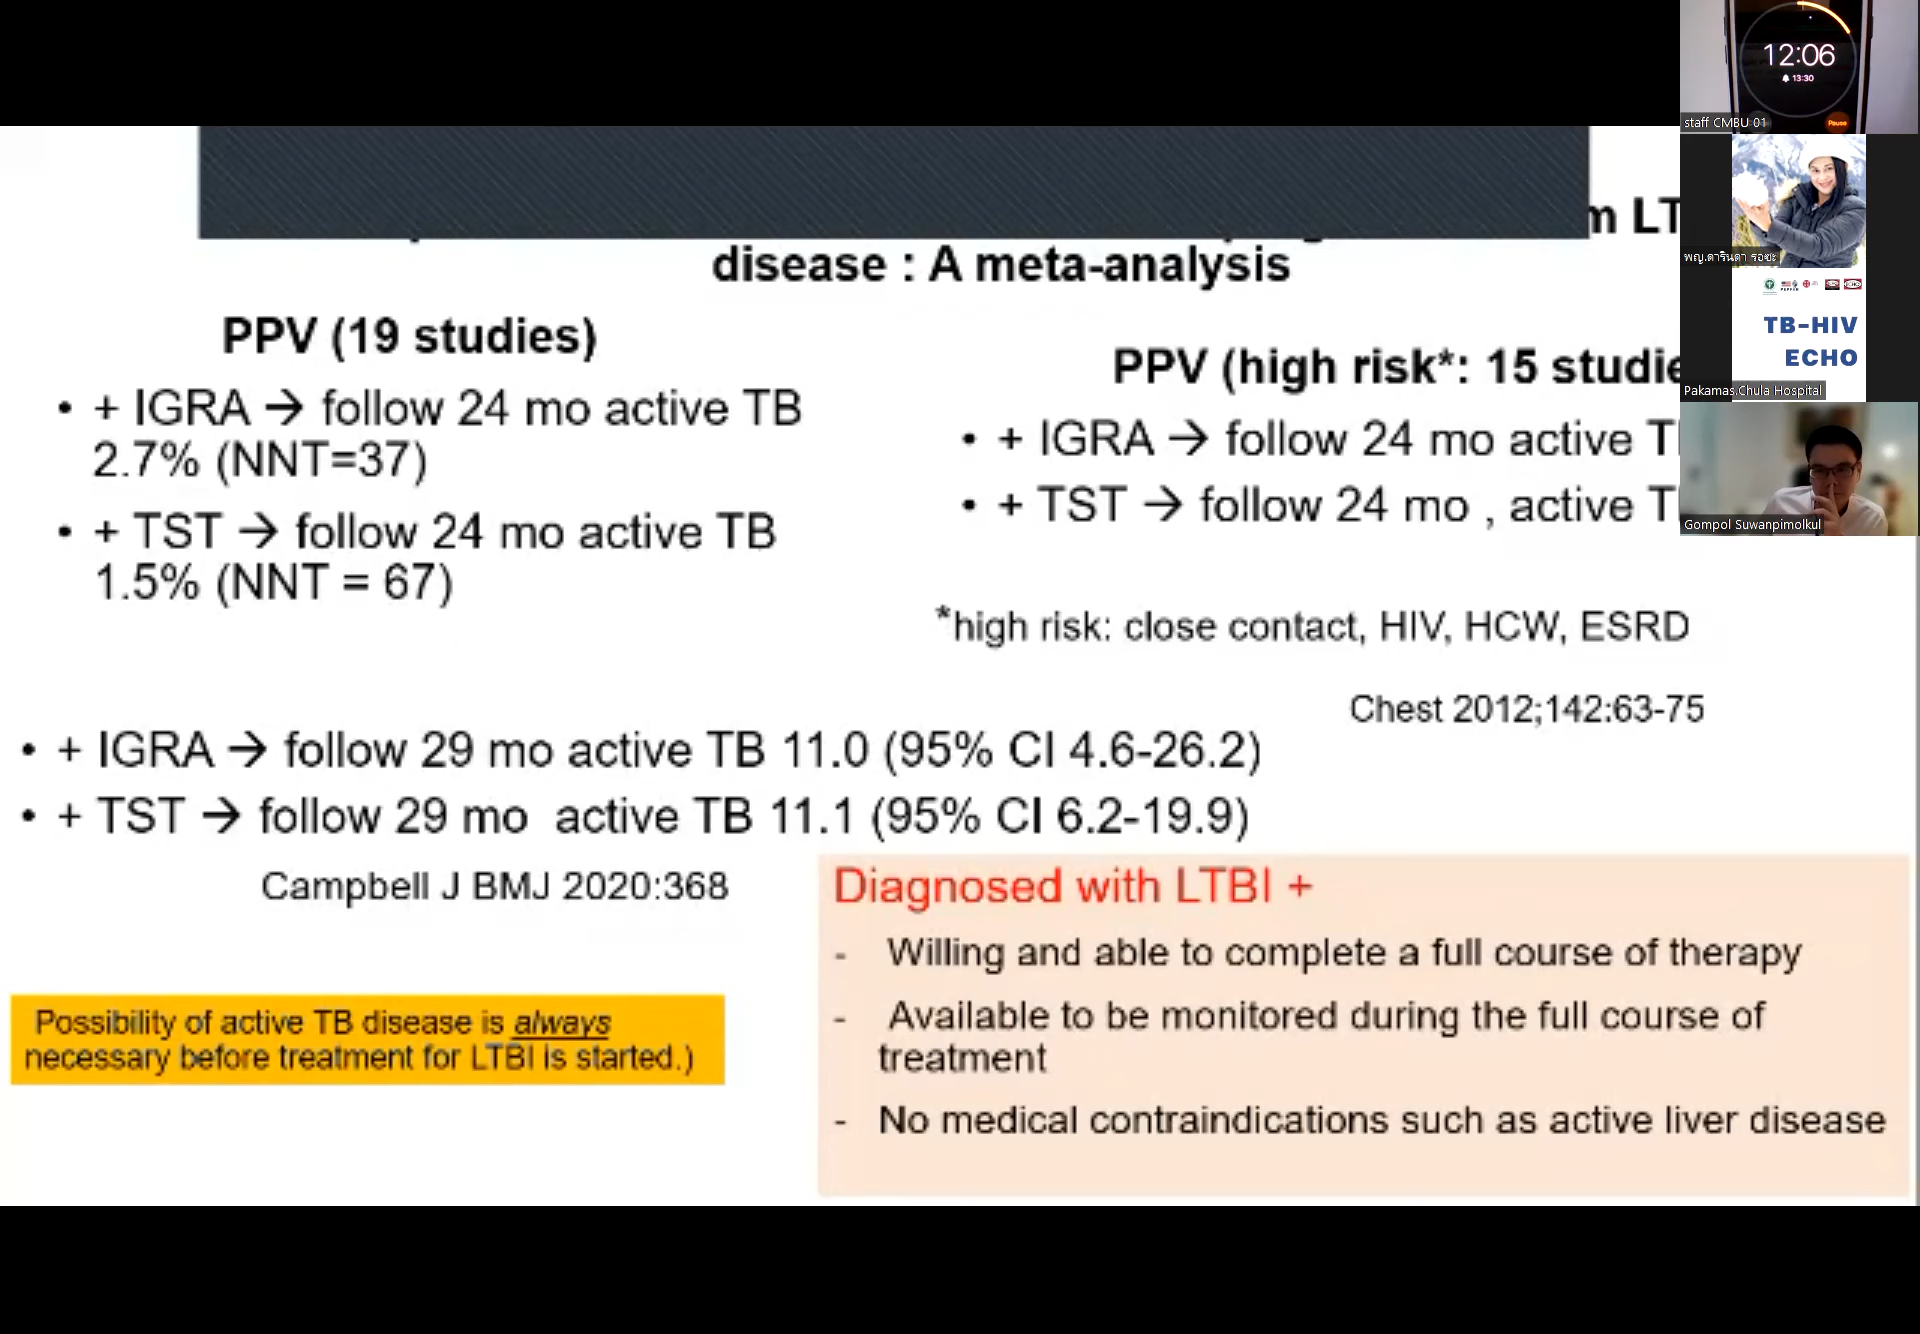 m LT
disease : A meta-analysis
PPV (19 studies)
• + IGRA → follow 24 mo active TB
2.7% (NNT=37)
• + TST → follow 24 mo active TB
1.5% (NNT = 67)
PPV (high risk*: 15 studie
• + IGRA → follow 24 mo active T
• + TST → follow 24 mo , active T
*high risk: close contact, HIV, HCW, ESRD
Chest 2012;142:63-75
• + IGRA → follow 29 mo active TB 11.0 (95% CI 4.6-26.2)
• + TST → follow 29 mo active TB 11.1 (95% CI 6.2-19.9)
Campbell J BMJ 2020:368
Possibility of active TB disease is always
necessary before treatment for LTBI is started.)
Diagnosed with LTBI +
- Willing and able to complete a full course of therapy
- Available to be monitored during the full course of
treatment
- No medical contraindications such as active liver disease
12:06
13:30
Pause
staff CMBU 01
พญ.ดารินดา รอซะ
TB-HIV
ECHO
Pakamas.Chula Hospital
Gompol Suwanpimolkul